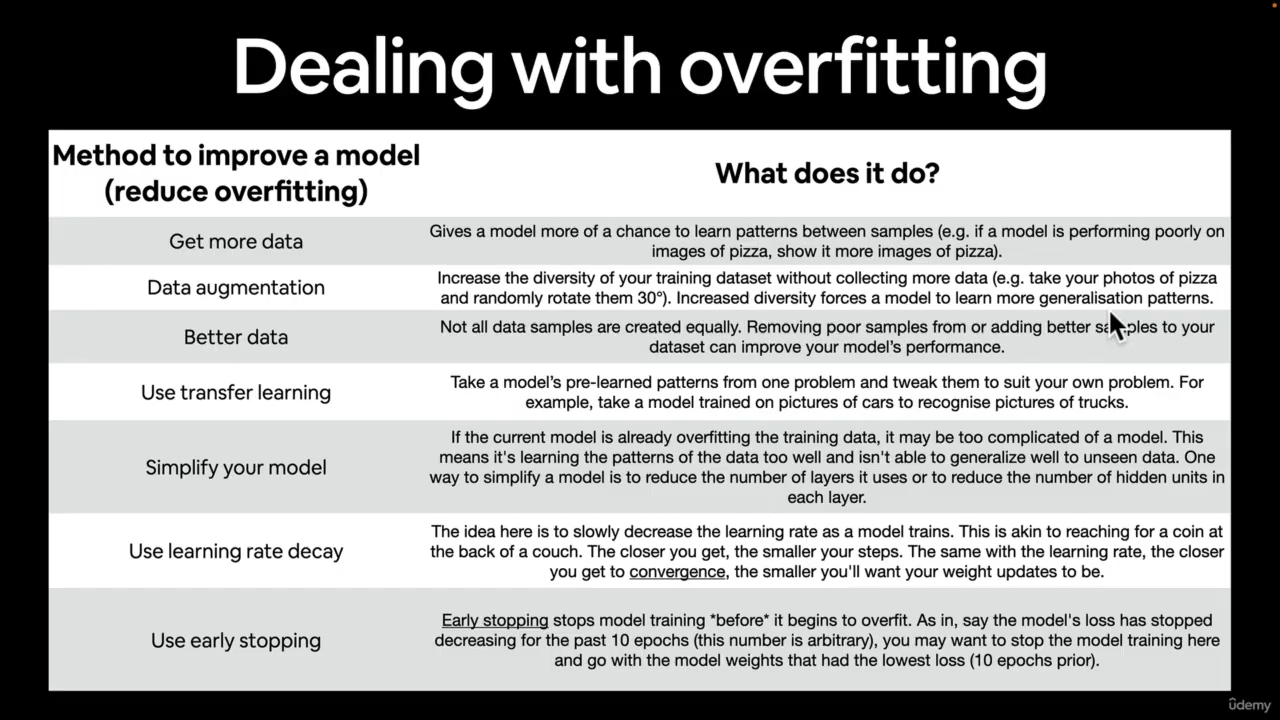 Dealing with overfitting
Method to improve a model
(reduce overfitting)
What does it do?
Get more data
Gives a model more of a chance to learn patterns between samples (e.g. if a model is performing poorly on
images of pizza, show it more images of pizza).
Data augmentation
Increase the diversity of your training dataset without collecting more data (e.g. take your photos of pizza
and randomly rotate them 30°). Increased diversity forces a model to learn more generalisation patterns.
Better data
Not all data samples are created equally. Removing poor samples from or adding better samples to your
dataset can improve your model's performance.
Use transfer learning
Take a model's pre-learned patterns from one problem and tweak them to suit your own problem. For
example, take a model trained on pictures of cars to recognise pictures of trucks.
Simplify your model
If the current model is already overfitting the training data, it may be too complicated of a model. This
means it's learning the patterns of the data too well and isn't able to generalize well to unseen data. One
way to simplify a model is to reduce the number of layers it uses or to reduce the number of hidden units in
each layer.
Use learning rate decay
The idea here is to slowly decrease the learning rate as a model trains. This is akin to reaching for a coin at
the back of a couch. The closer you get, the smaller your steps. The same with the learning rate, the closer
you get to convergence, the smaller you'll want your weight updates to be.
Use early stopping
Early stopping stops model training *before* it begins to overfit. As in, say the model's loss has stopped
decreasing for the past 10 epochs (this number is arbitrary), you may want to stop the model training here
and go with the model weights that had the lowest loss (10 epochs prior).
ûdemy